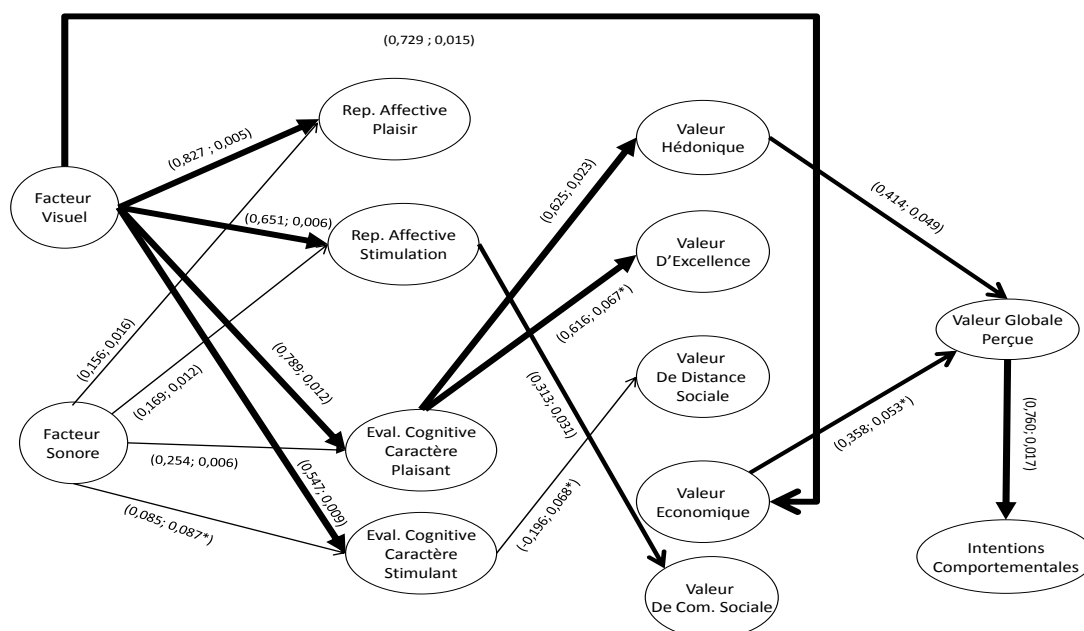 (0,729 ; 0,015)
Rep. Affective
Plaisir
Valeur
Hédonique
(0,827 ; 0,005)
Facteur
Visuel
(0,651; 0,006)
Rep. Affective
Stimulation
(0,625; 0,023)
Valeur
D’Excellence
(0,414; 0,049)
(0,616; 0,067*)
Valeur Globale
Perçue
(0,156; 0,016)
(0,169; 0,012)
(0,789; 0,012)
(0,313; 0,031)
Valeur
De Distance
Sociale
(0,358; 0,053*)
(0,760; 0,017)
Facteur
Sonore
(0,254; 0,006)
Eval. Cognitive
Caractère
Plaisant
(0,547; 0,009)
(0,085; 0,087*)
(-0,196; 0,068*)
Valeur
Economique
Eval. Cognitive
Caractère
Stimulant
Intentions
Comportementales
Valeur
De Com. Sociale